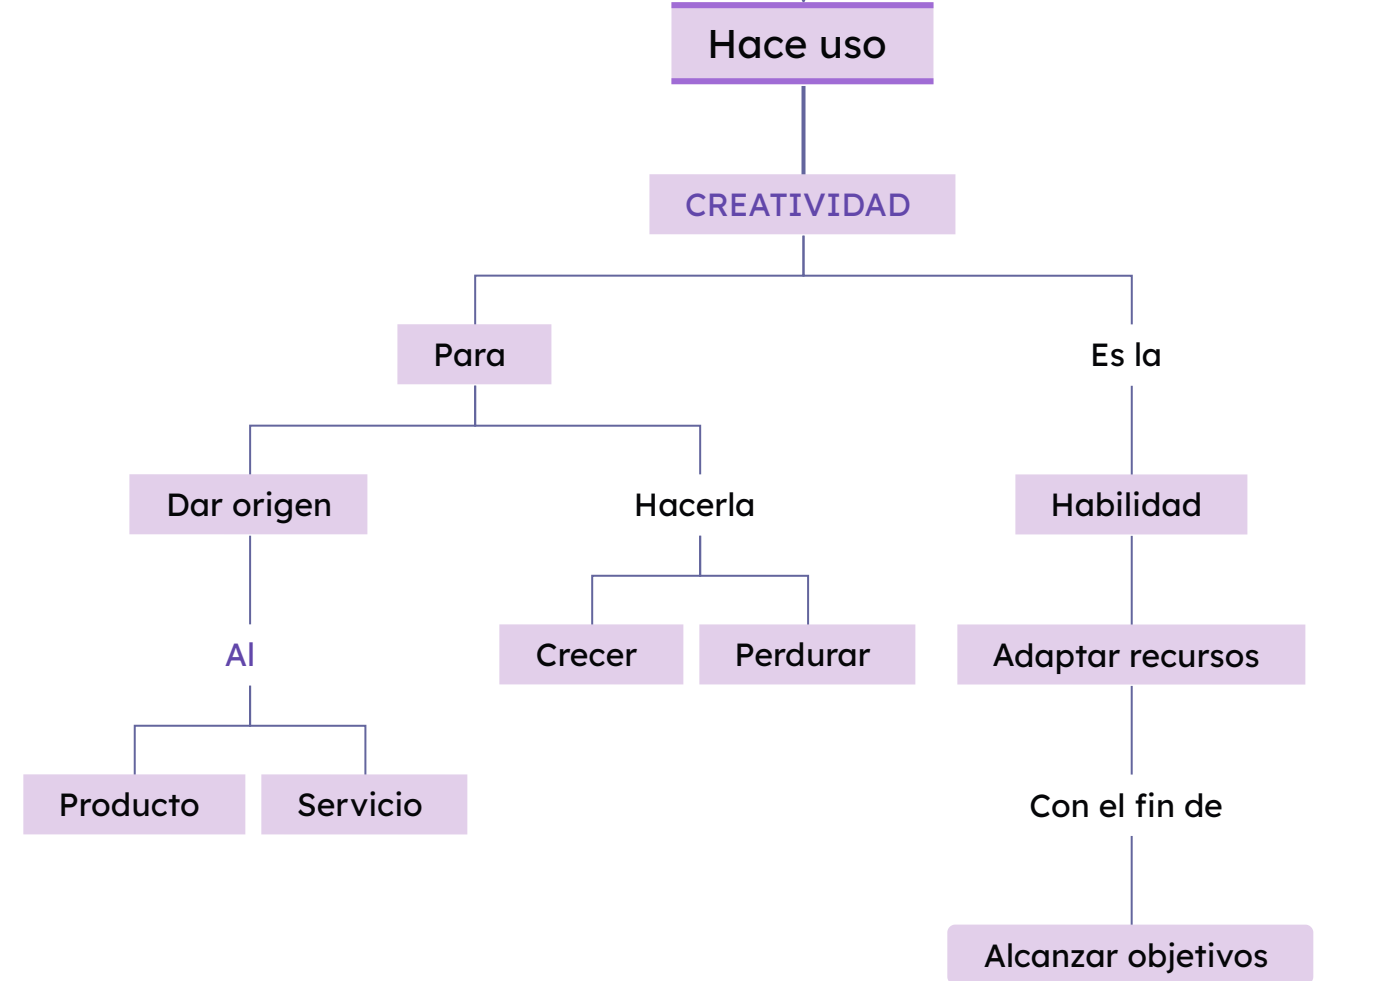 Hace uso
CREATIVIDAD
Para
Es la
Dar origen
Hacerla
Habilidad
Al
Crecer
Perdurar
Adaptar recursos
Producto
Servicio
Con el fin de
Alcanzar objetivos